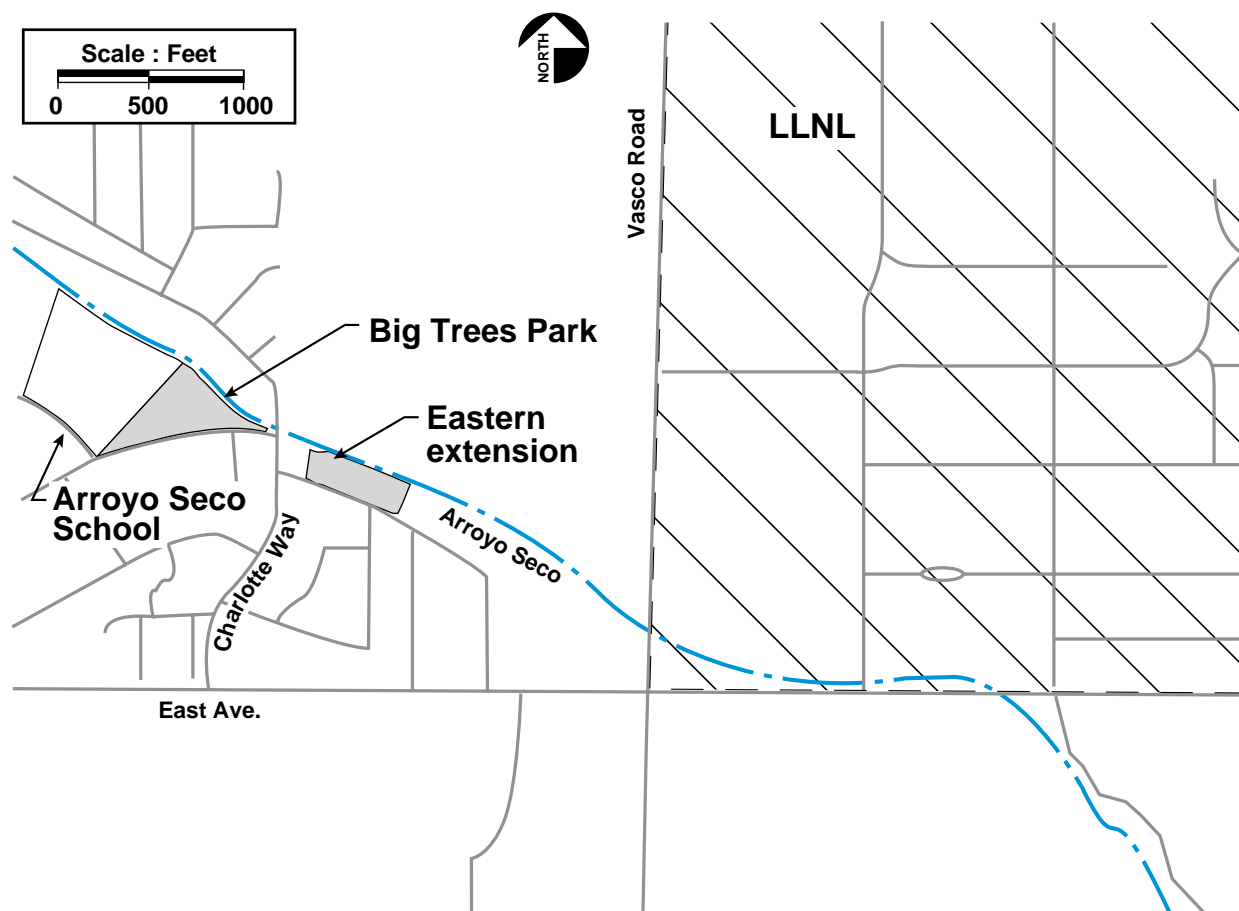 Scale : Feet
0 500 1000
NORTH
LLNL
Vasco Road
Big Trees Park
Eastern
extension
Arroyo Seco
School
Arroyo Seco
Charlotte Way
East Ave.